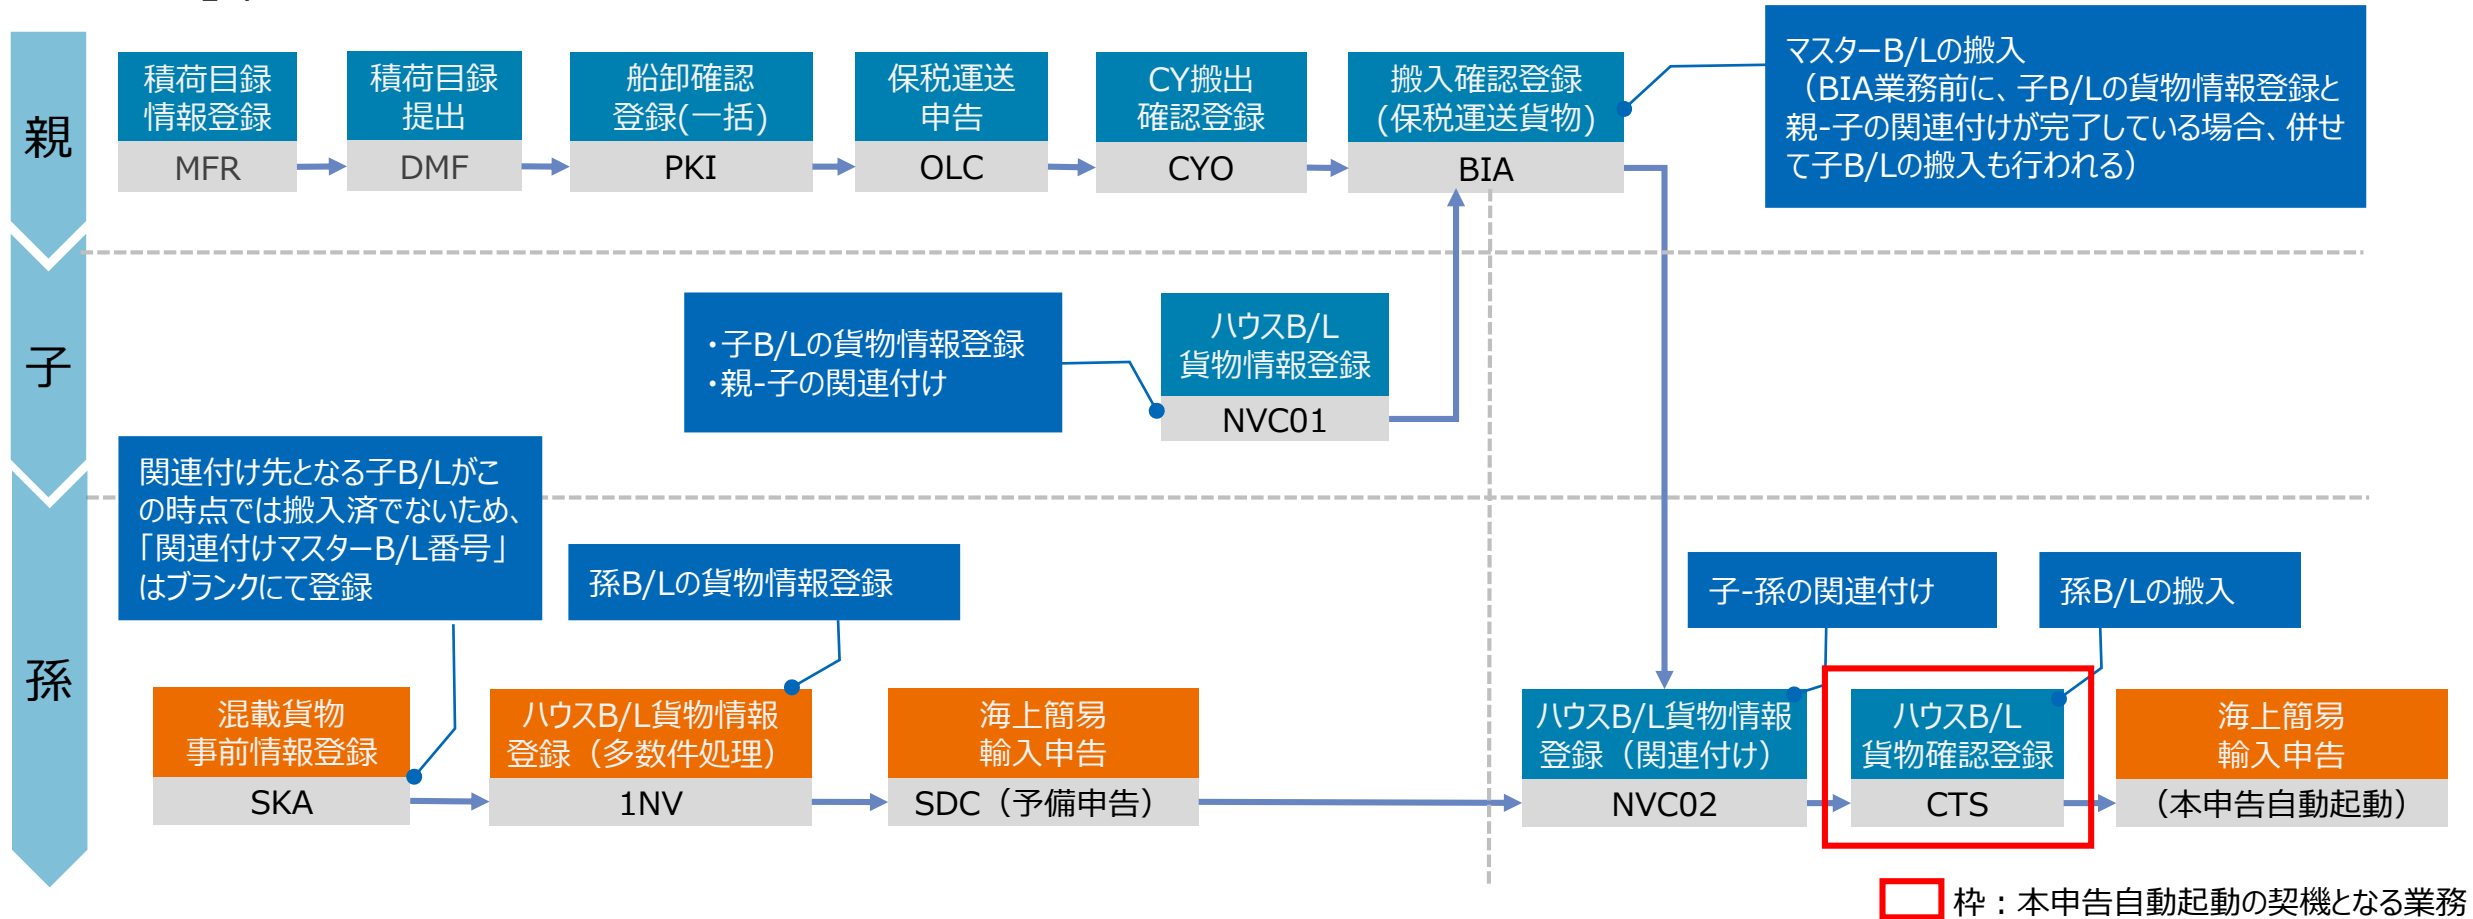 親
積荷目録
情報登録
MFR
積荷目録
提出
DMF
船卸確認
登録(一括)
PKI
保税運送
申告
OLC
CY搬出
確認登録
CYO
搬入確認登録
(保税運送貨物)
BIA
マスターB/Lの搬入
（BIA業務前に、子B/Lの貨物情報登録と
親-子の関連付けが完了している場合、併せ
て子B/Lの搬入も行われる）
子
・子B/Lの貨物情報登録
・親-子の関連付け
ハウスB/L
貨物情報登録
NVC01
孫
関連付け先となる子B/Lがこ
の時点では搬入済でないため、
「関連付けマスターB/L番号」
はブランクにて登録
孫B/Lの貨物情報登録
子-孫の関連付け
孫B/Lの搬入
混載貨物
事前情報登録
SKA
ハウスB/L貨物情報
登録（多数件処理）
1NV
海上簡易
輸入申告
SDC（予備申告）
ハウスB/L貨物情報
登録（関連付け）
NVC02
ハウスB/L
貨物確認登録
CTS
海上簡易
輸入申告
（本申告自動起動）
枠：本申告自動起動の契機となる業務